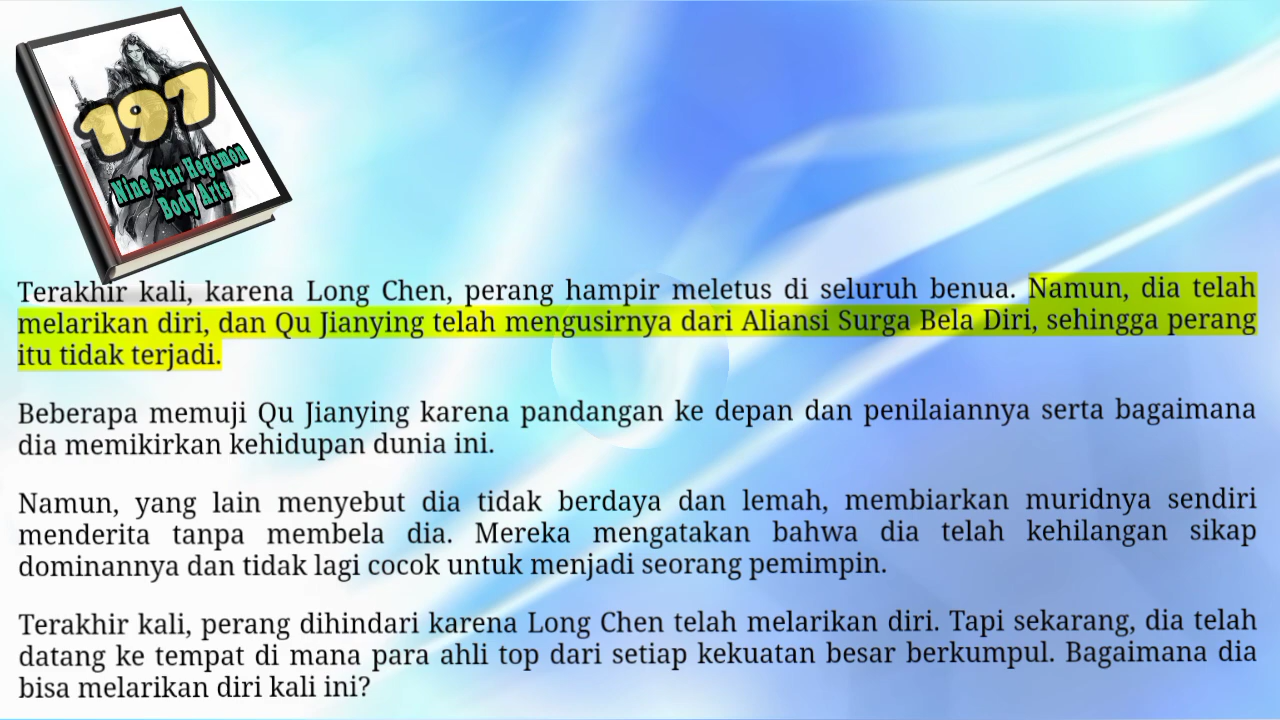 197
Nine Star Hegemon
Body Arts
Terakhir kali, karena Long Chen, perang hampir meletus di seluruh benua. Namun, dia telah
melarikan diri, dan Qu Jianying telah mengusirnya dari Aliansi Surga Bela Diri, sehingga perang
itu tidak terjadi.
Beberapa memuji Qu Jianying karena pandangan ke depan dan penilaiannya serta bagaimana
dia memikirkan kehidupan dunia ini.
Namun, yang lain menyebut dia tidak berdaya dan lemah, membiarkan muridnya sendiri
menderita tanpa membela dia. Mereka mengatakan bahwa dia telah kehilangan sikap
dominannya dan tidak lagi cocok untuk menjadi seorang pemimpin.
Terakhir kali, perang dihindari karena Long Chen telah melarikan diri. Tapi sekarang, dia telah
datang ke tempat di mana para ahli top dari setiap kekuatan besar berkumpul. Bagaimana dia
bisa melarikan diri kali ini?